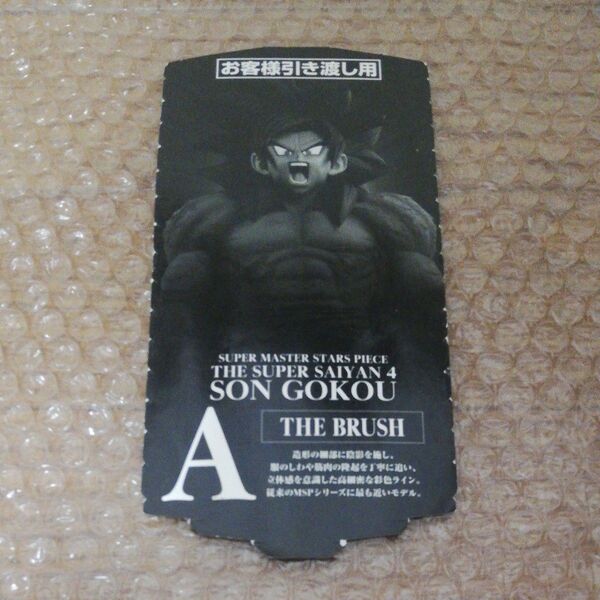 お客様引き渡し用
SUPER MASTER STARS PIECE
THE SUPER SAIYAN 4
SON GOKOU
A
THE BRUSH
造形の細部に陰影を施し、
服のしわや筋肉の隆起を丁寧に追い、
立体感を意識した高細密な彩色ライン。
従来のMSPシリーズに最も近いモデル。